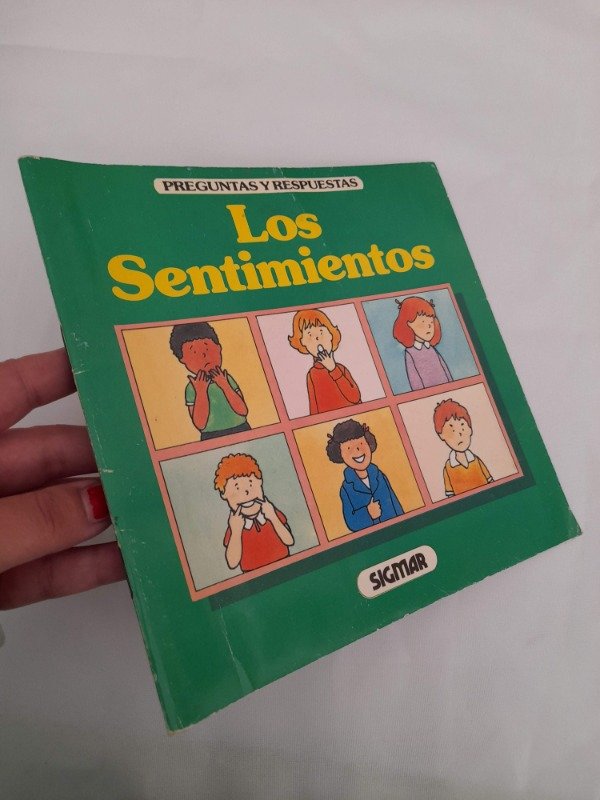 PREGUNTAS Y RESPUESTAS
Los
Sentimientos
SIGMAR